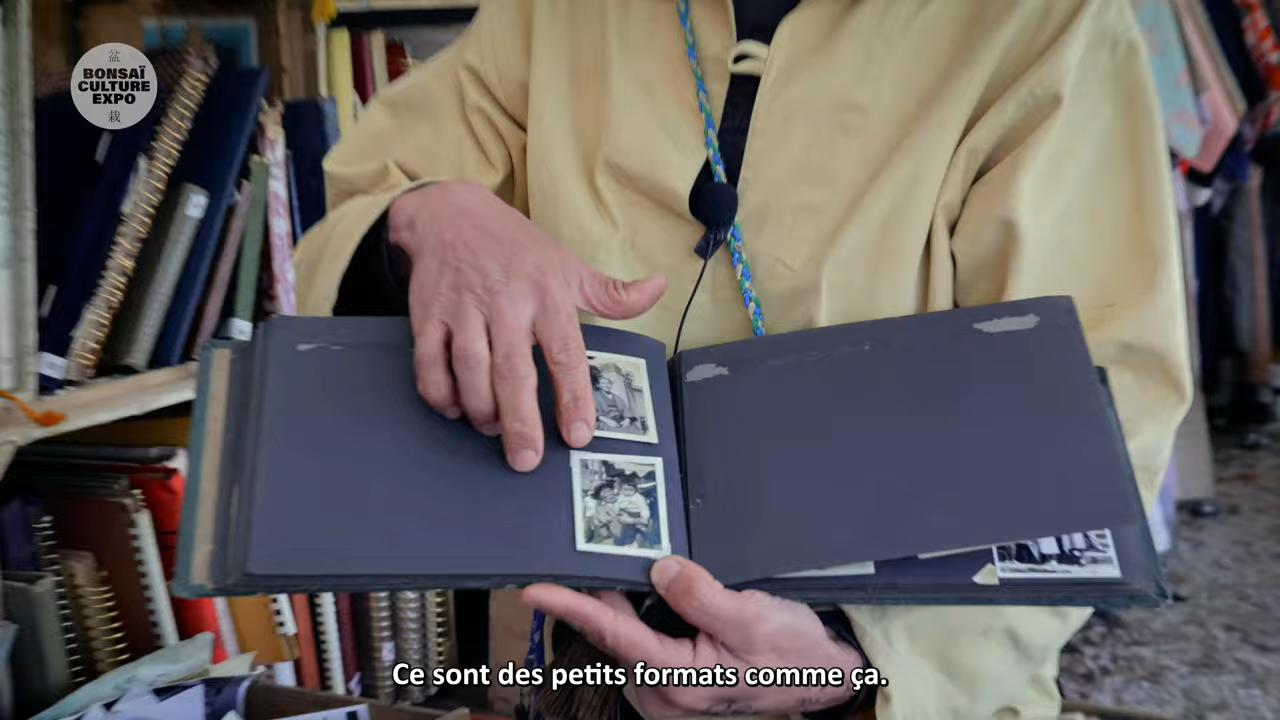 盆
BONSAÏ
CULTURE
EXPO
栽
Ce sont des petits formats comme ça.